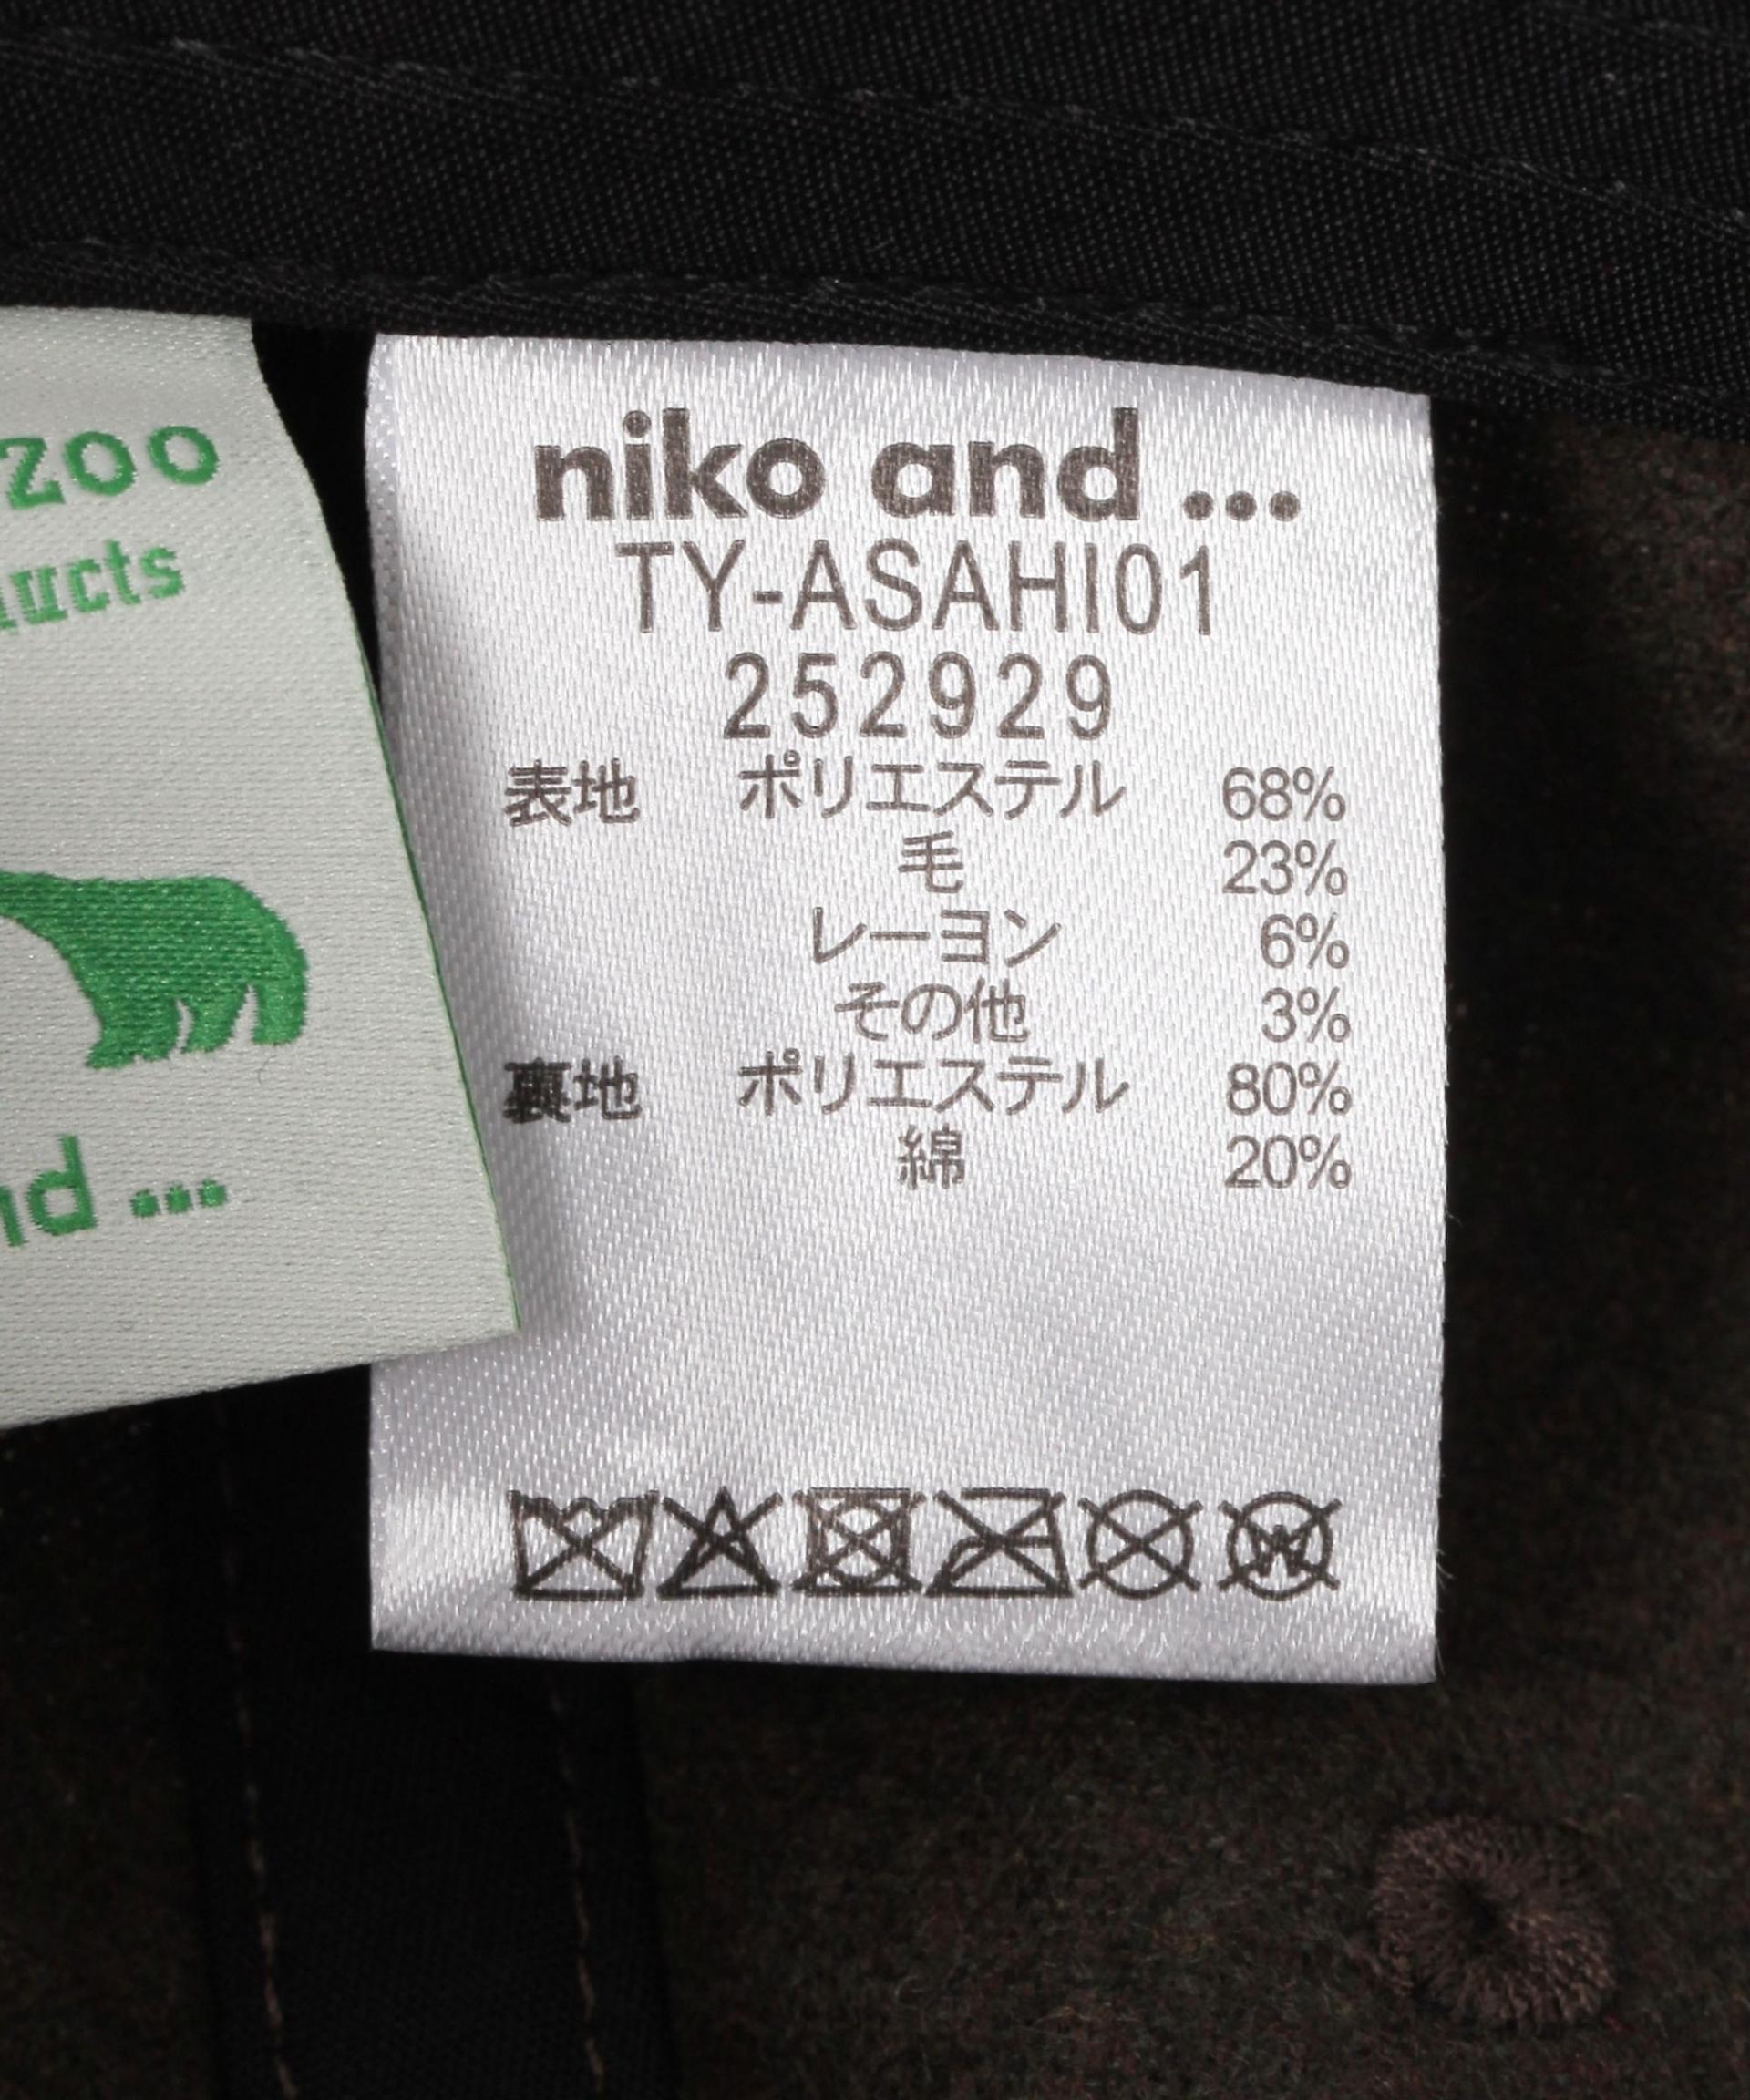 zoo
ucts
nd ...
niko and ...
TY-ASAHI01
252929
表地 ポリエステル 68%
毛 23%
レーヨン 6%
その他 3%
裏地 ポリエステル 80%
綿 20%
W